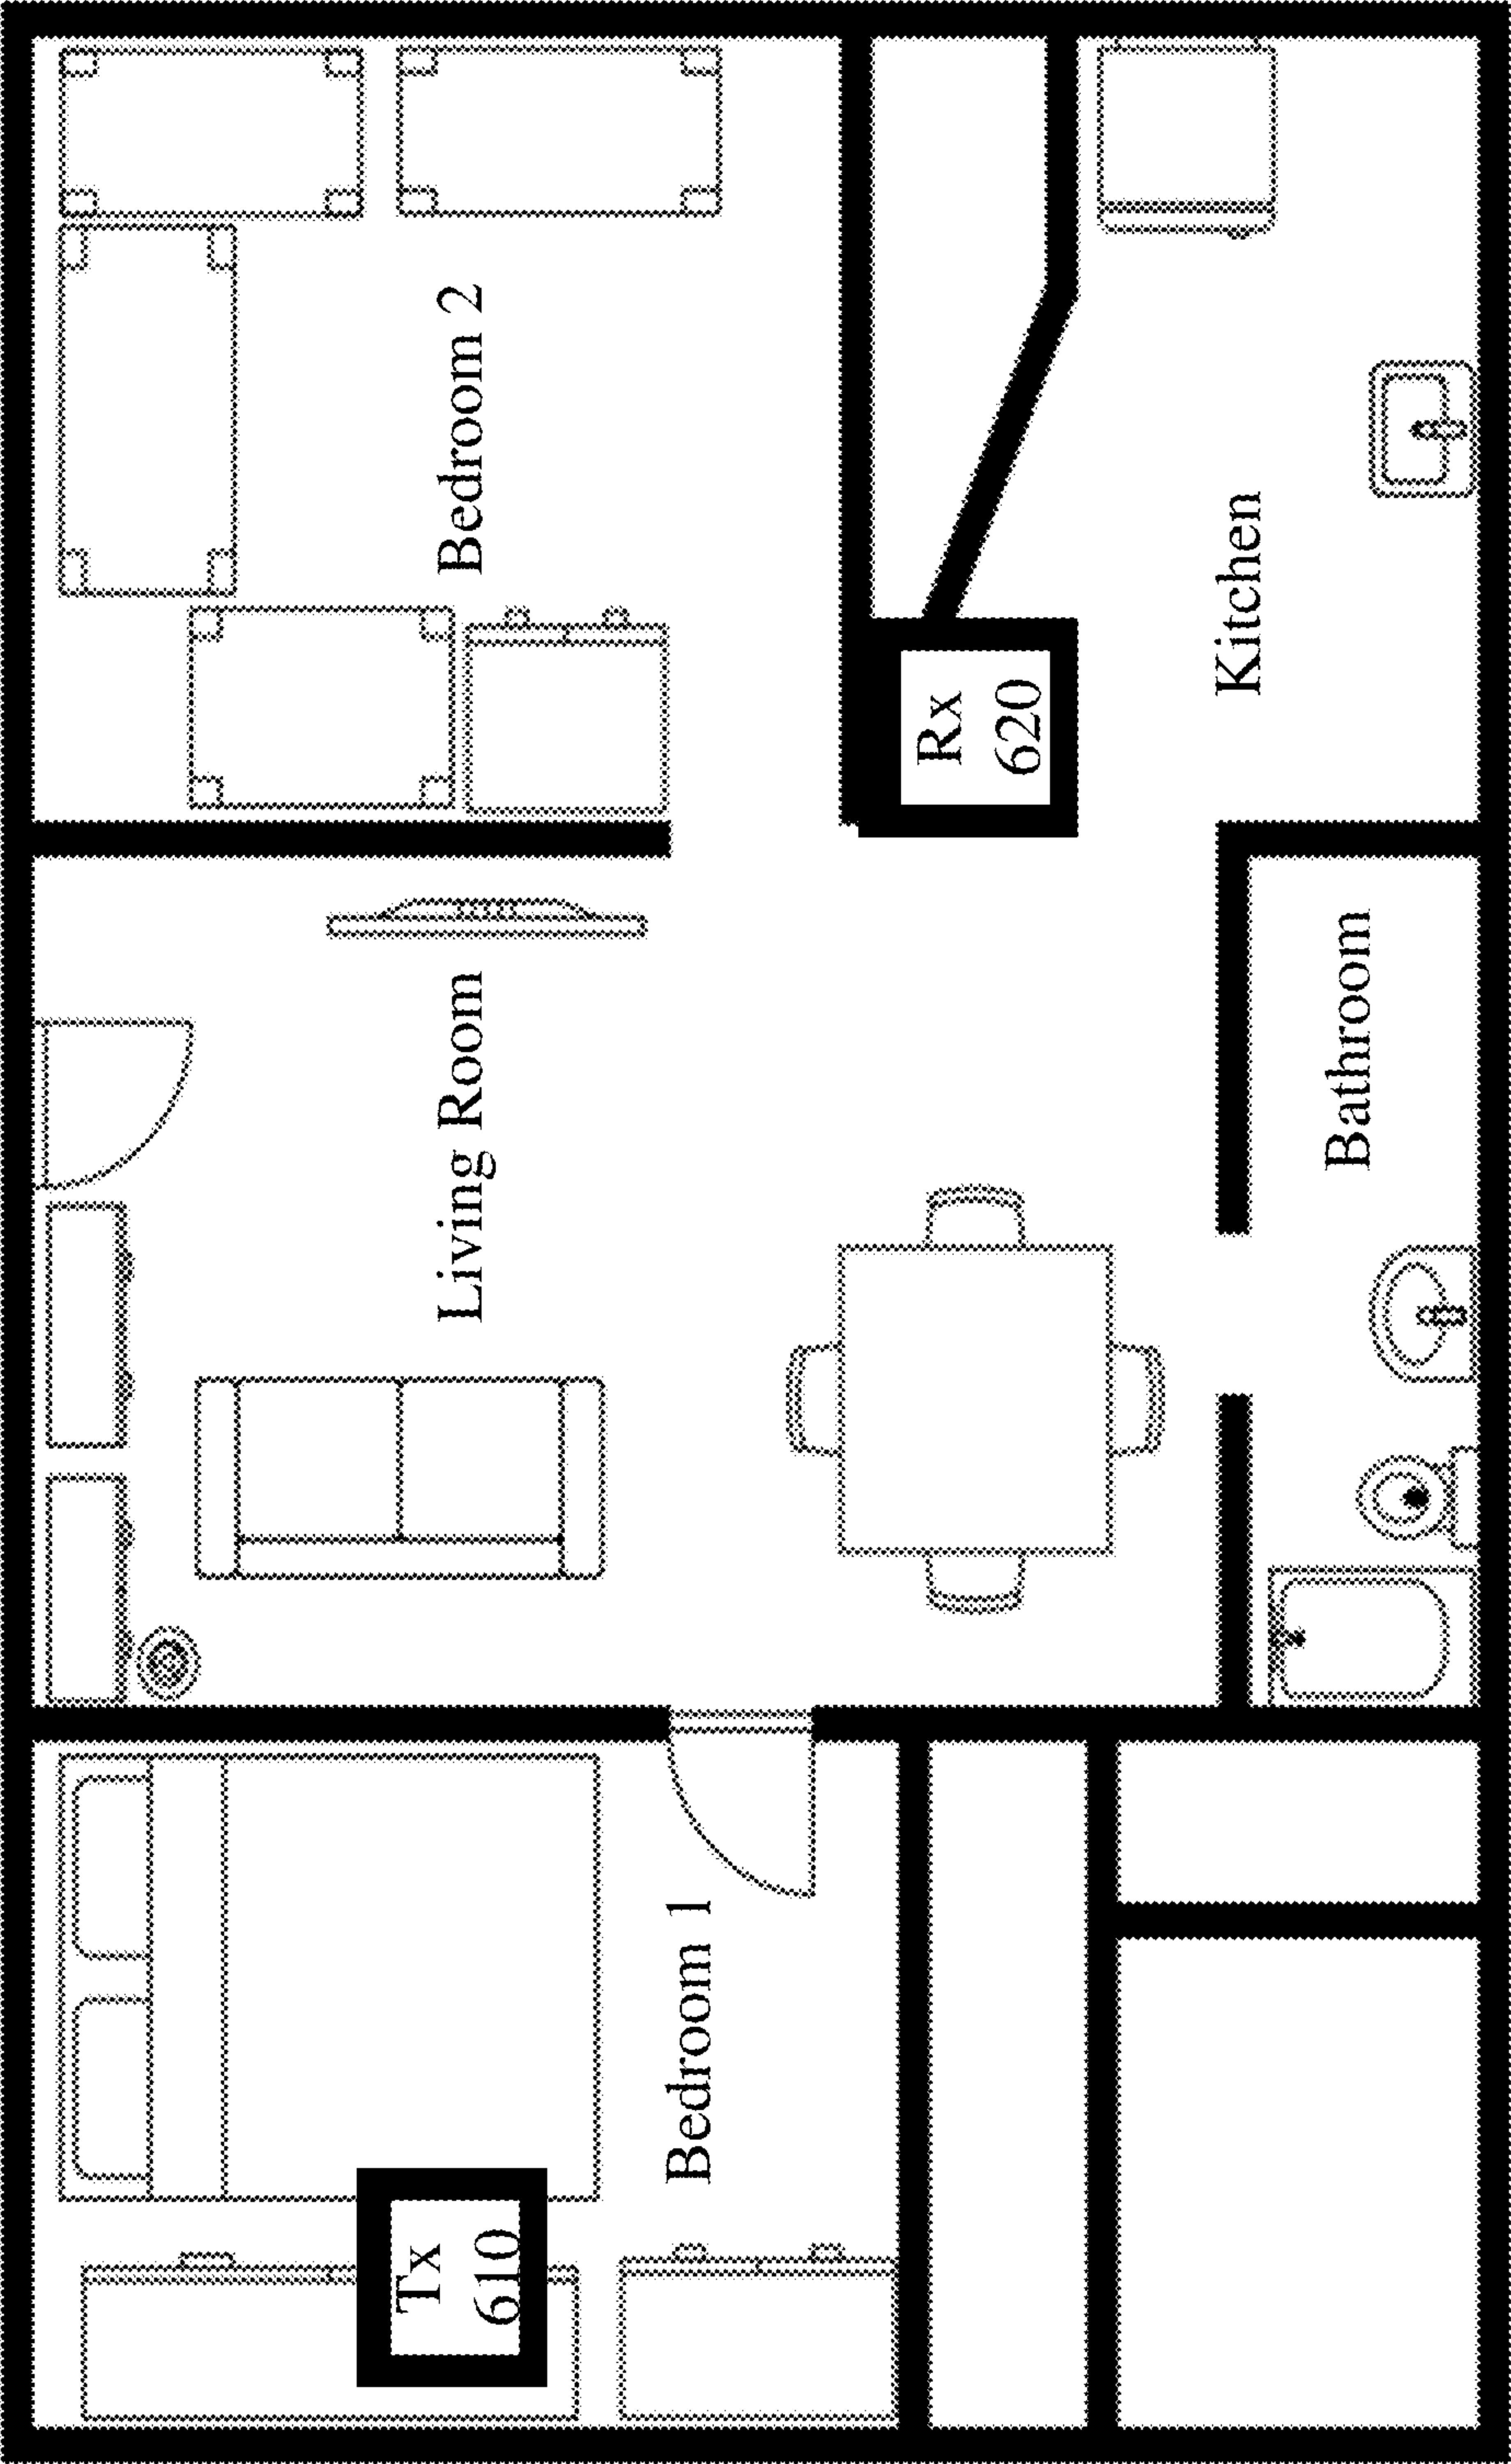 Tx
610
Bedroom 1
Living Room
Bathroom
Bedroom 2
Rx
620
Kitchen